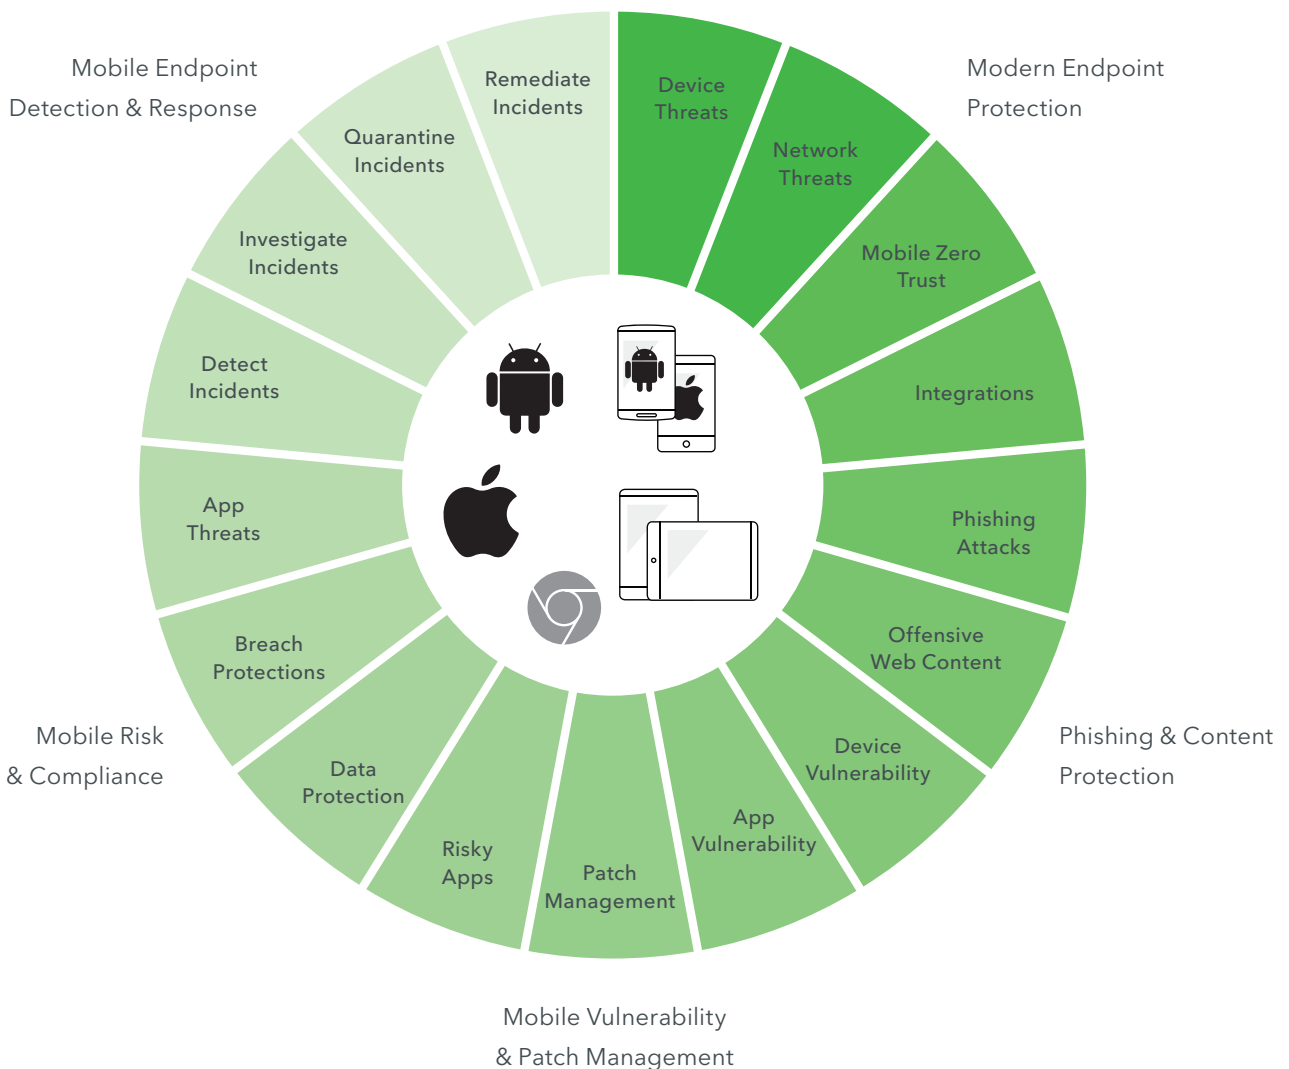 Mobile Endpoint
Detection & Response
Modern Endpoint
Protection
Remediate
Incidents
Device
Threats
Network
Threats
Mobile Zero
Trust
Integrations
Phishing
Attacks
Offensive
Web Content
Device
Vulnerability
App
Vulnerability
Patch
Management
Risky
Apps
Data
Protection
Breach
Protections
App
Threats
Detect
Incidents
Investigate
Incidents
Quarantine
Incidents
Phishing & Content
Protection
Mobile Vulnerability
& Patch Management
Mobile Risk
& Compliance